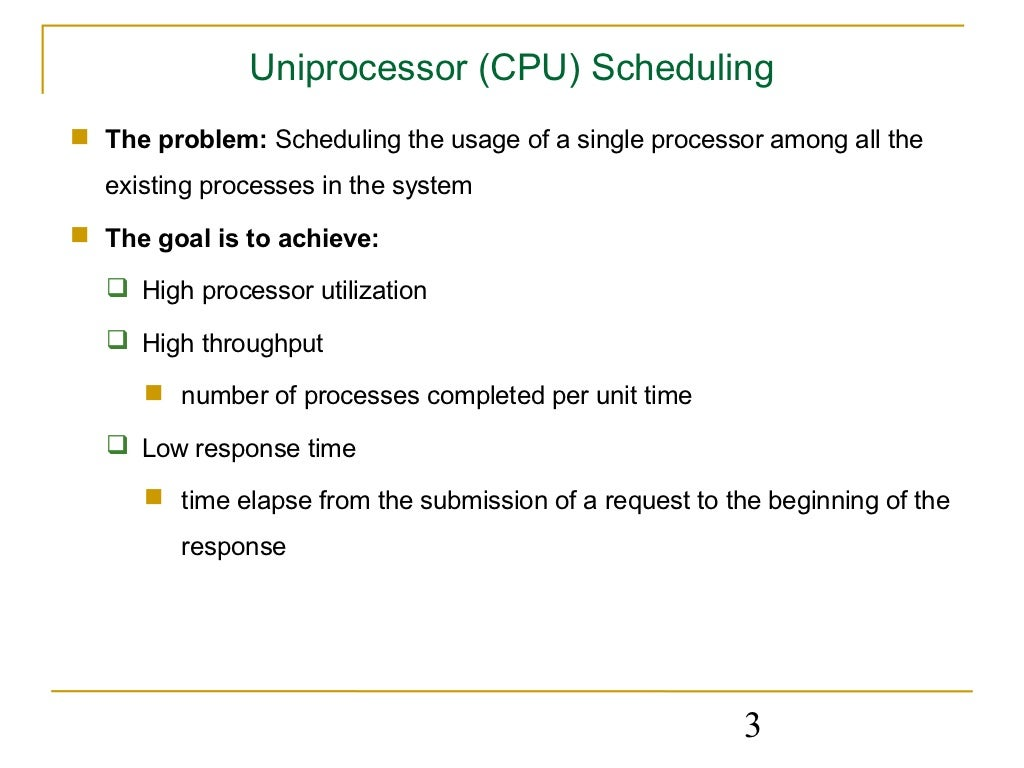 Uniprocessor (CPU) Scheduling
The problem: Scheduling the usage of a single processor among all the
existing processes in the system
The goal is to achieve:
High processor utilization
High throughput
number of processes completed per unit time
Low response time
time elapse from the submission of a request to the beginning of the
response
3